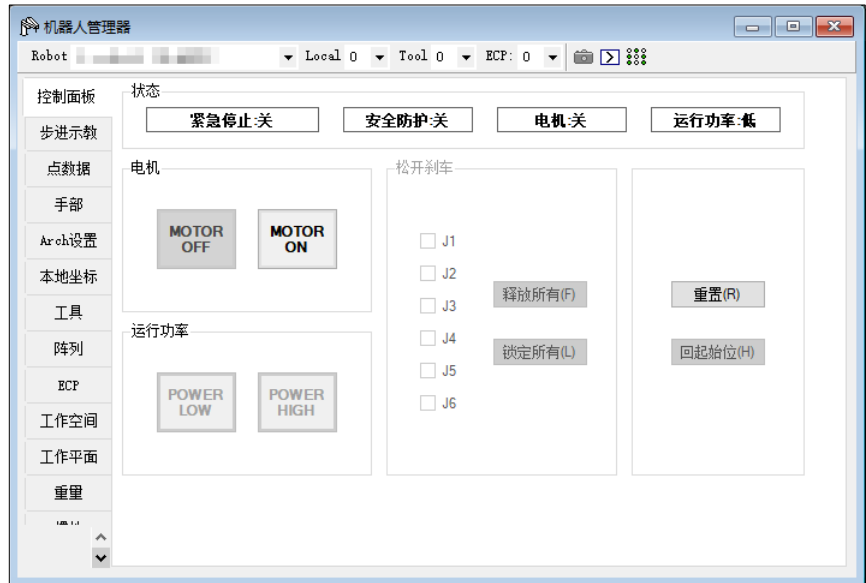 机器人管理器
Robot Local 0 Tool 0 ECP: 0
控制面板
步进示教
点数据
手部
Arch设置
本地坐标
工具
阵列
ECP
工作空间
工作平面
重量
状态
紧急停止:关 安全防护:关 电机:关 运行功率:低
电机
MOTOR OFF
MOTOR ON
运行功率
POWER LOW
POWER HIGH
松开刹车
J1
J2
J3
J4
J5
J6
释放所有(F)
锁定所有(L)
重置(R)
回起始位(H)